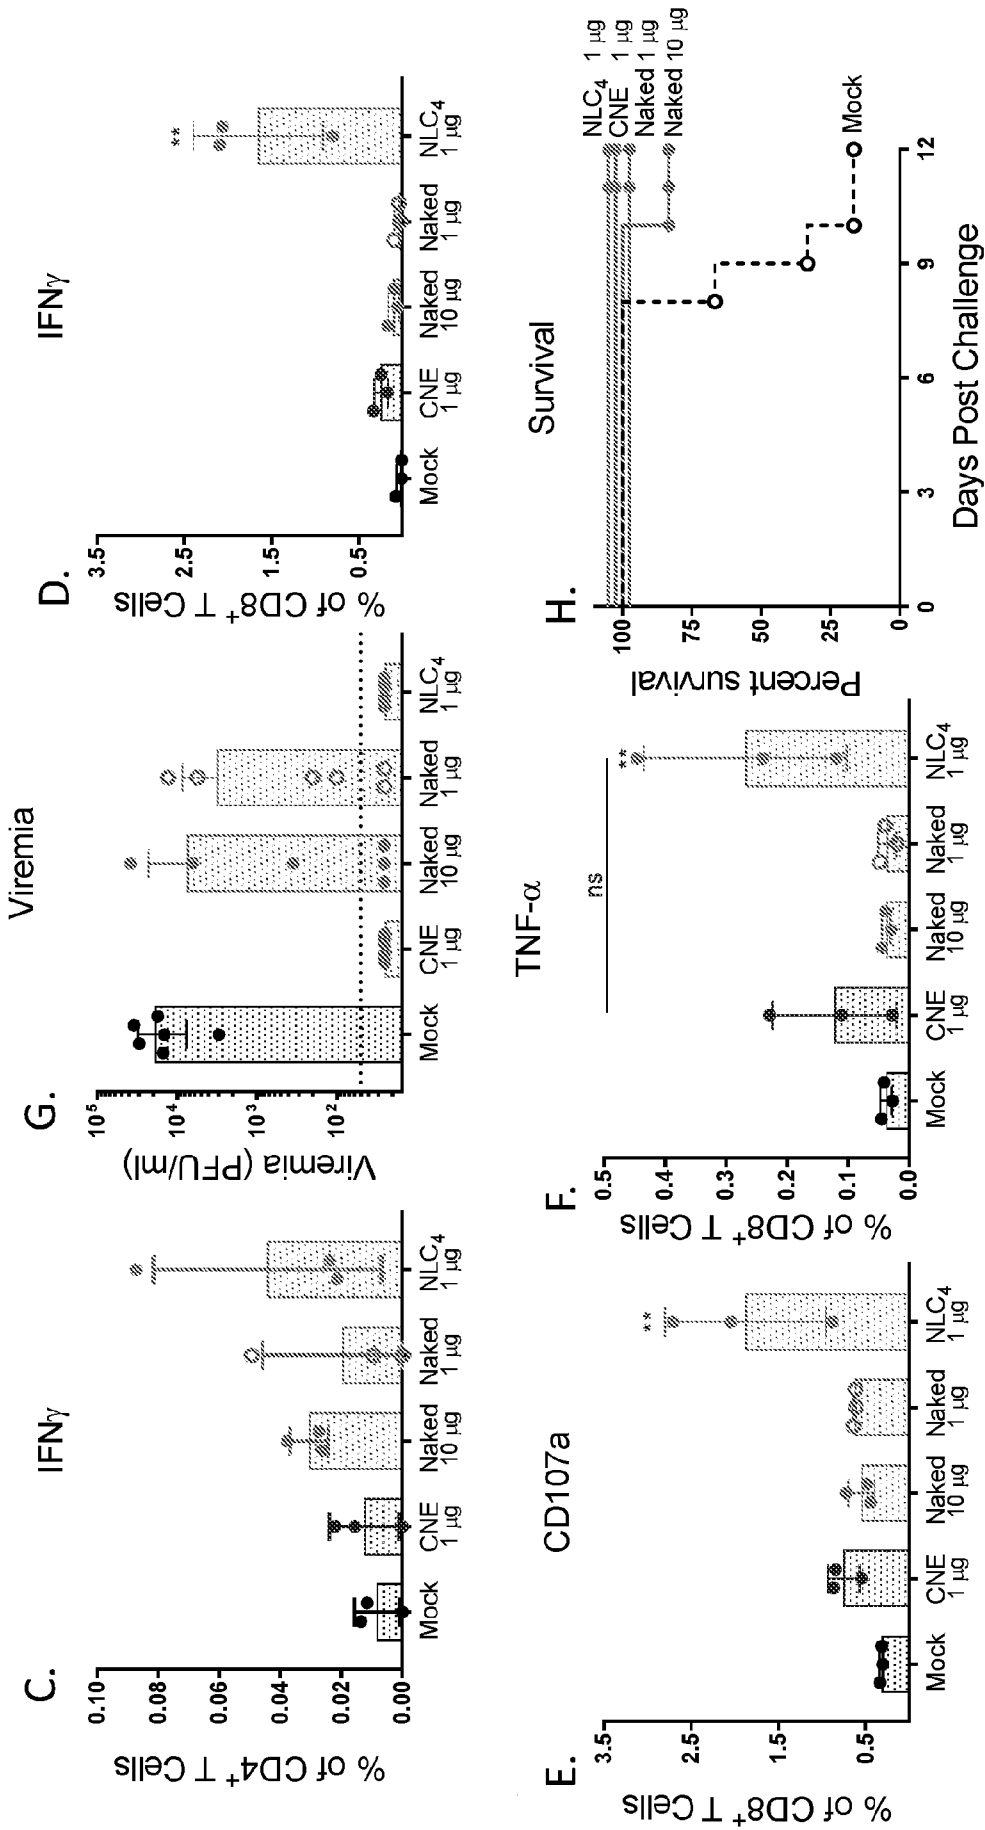 C.
IFNγ
% of CD4+ T Cells
0.10
0.08
0.06
0.04
0.02
0.00
Mock
CNE
1 µg
Naked
10 µg
Naked
1 µg
NLC4
1 µg
G.
Viremia
Viremia (PFU/ml)
10^5
10^4
10^3
10^2
Mock
CNE
1 µg
Naked
10 µg
Naked
1 µg
NLC4
1 µg
D.
IFNγ
% of CD8+ T Cells
3.5
2.5
1.5
0.5
**
Mock
CNE
1 µg
Naked
10 µg
Naked
1 µg
NLC4
1 µg
E.
CD107a
% of CD8+ T Cells
3.5
2.5
1.5
0.5
**
Mock
CNE
1 µg
Naked
10 µg
Naked
1 µg
NLC4
1 µg
F.
TNF-α
% of CD8+ T Cells
0.5
0.4
0.3
0.2
0.1
0.0
ns
**
Mock
CNE
1 µg
Naked
10 µg
Naked
1 µg
NLC4
1 µg
H.
Survival
Percent survival
100
75
50
25
0
0
3
6
9
12
Days Post Challenge
NLC4 1 µg
CNE 1 µg
Naked 1 µg
Naked 10 µg
Mock